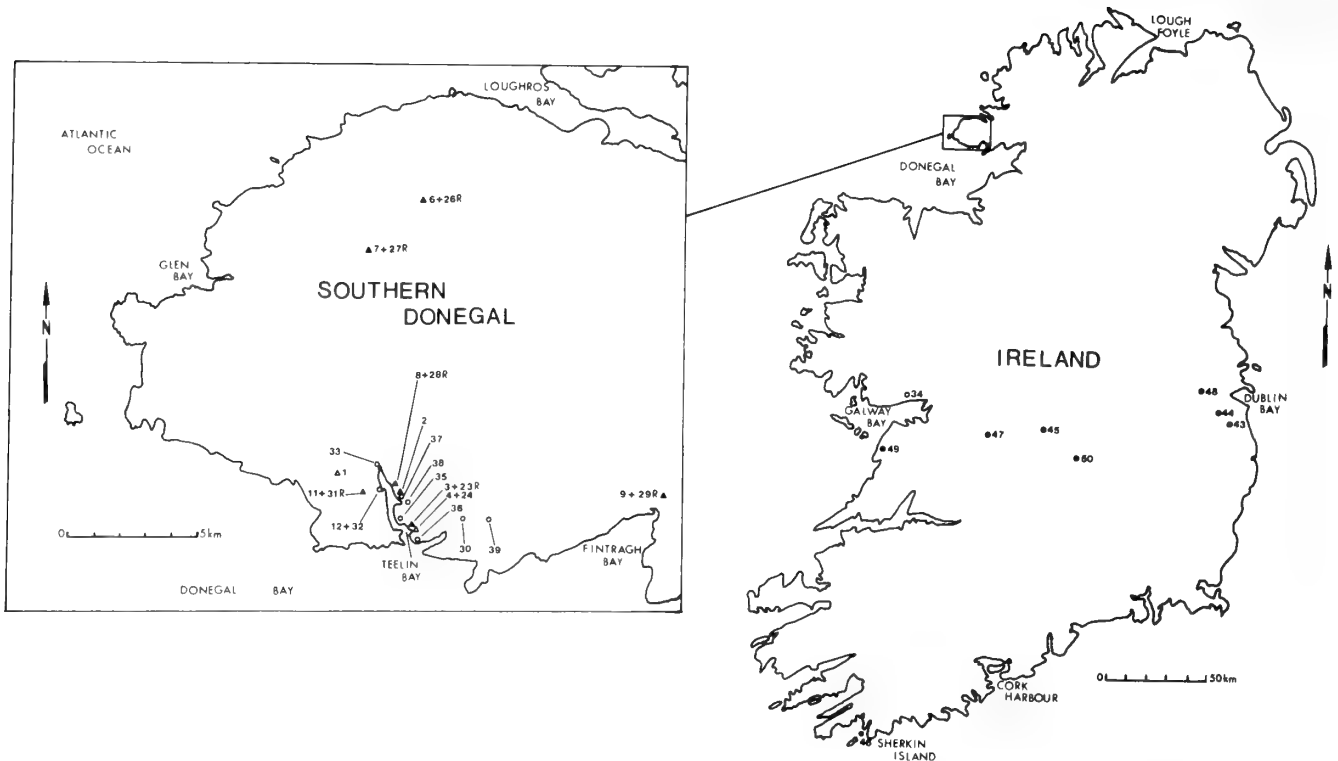 LOUGHROS
BAY
ATLANTIC
OCEAN
6+26R
7+27R
GLEN
BAY
SOUTHERN
DONEGAL
N
8+28R
2
37
33
38
1
35
3+23R
11+31R
4+24
9+29R
36
12+32
0
5km
30
39
FINTRAGH
BAY
TEELIN
BAY
DONEGAL BAY
LOUGH
FOYLE
DONEGAL
BAY
N
IRELAND
34
48
DUBLIN
BAY
GALWAY
BAY
44
43
47
45
49
50
0
50km
CORK
HARBOUR
SHERKIN
ISLAND